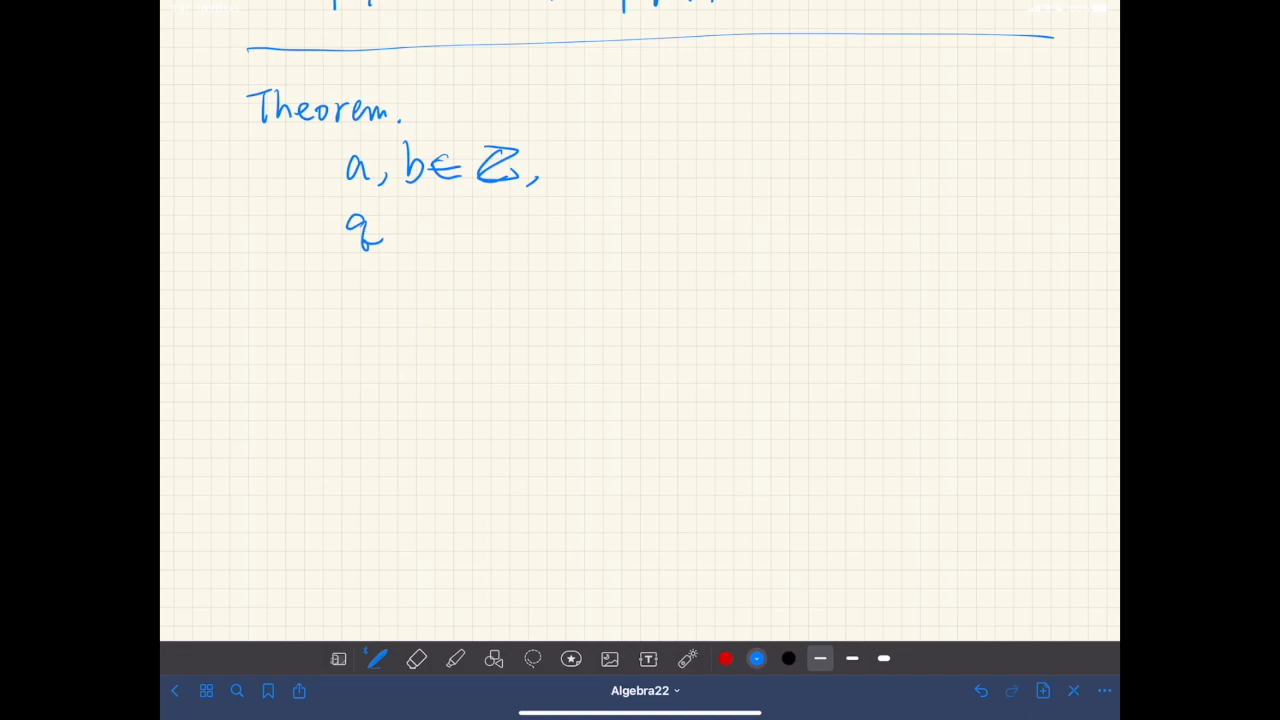 Theorem.
a, b ∈ ℤ,
q
Algebra22